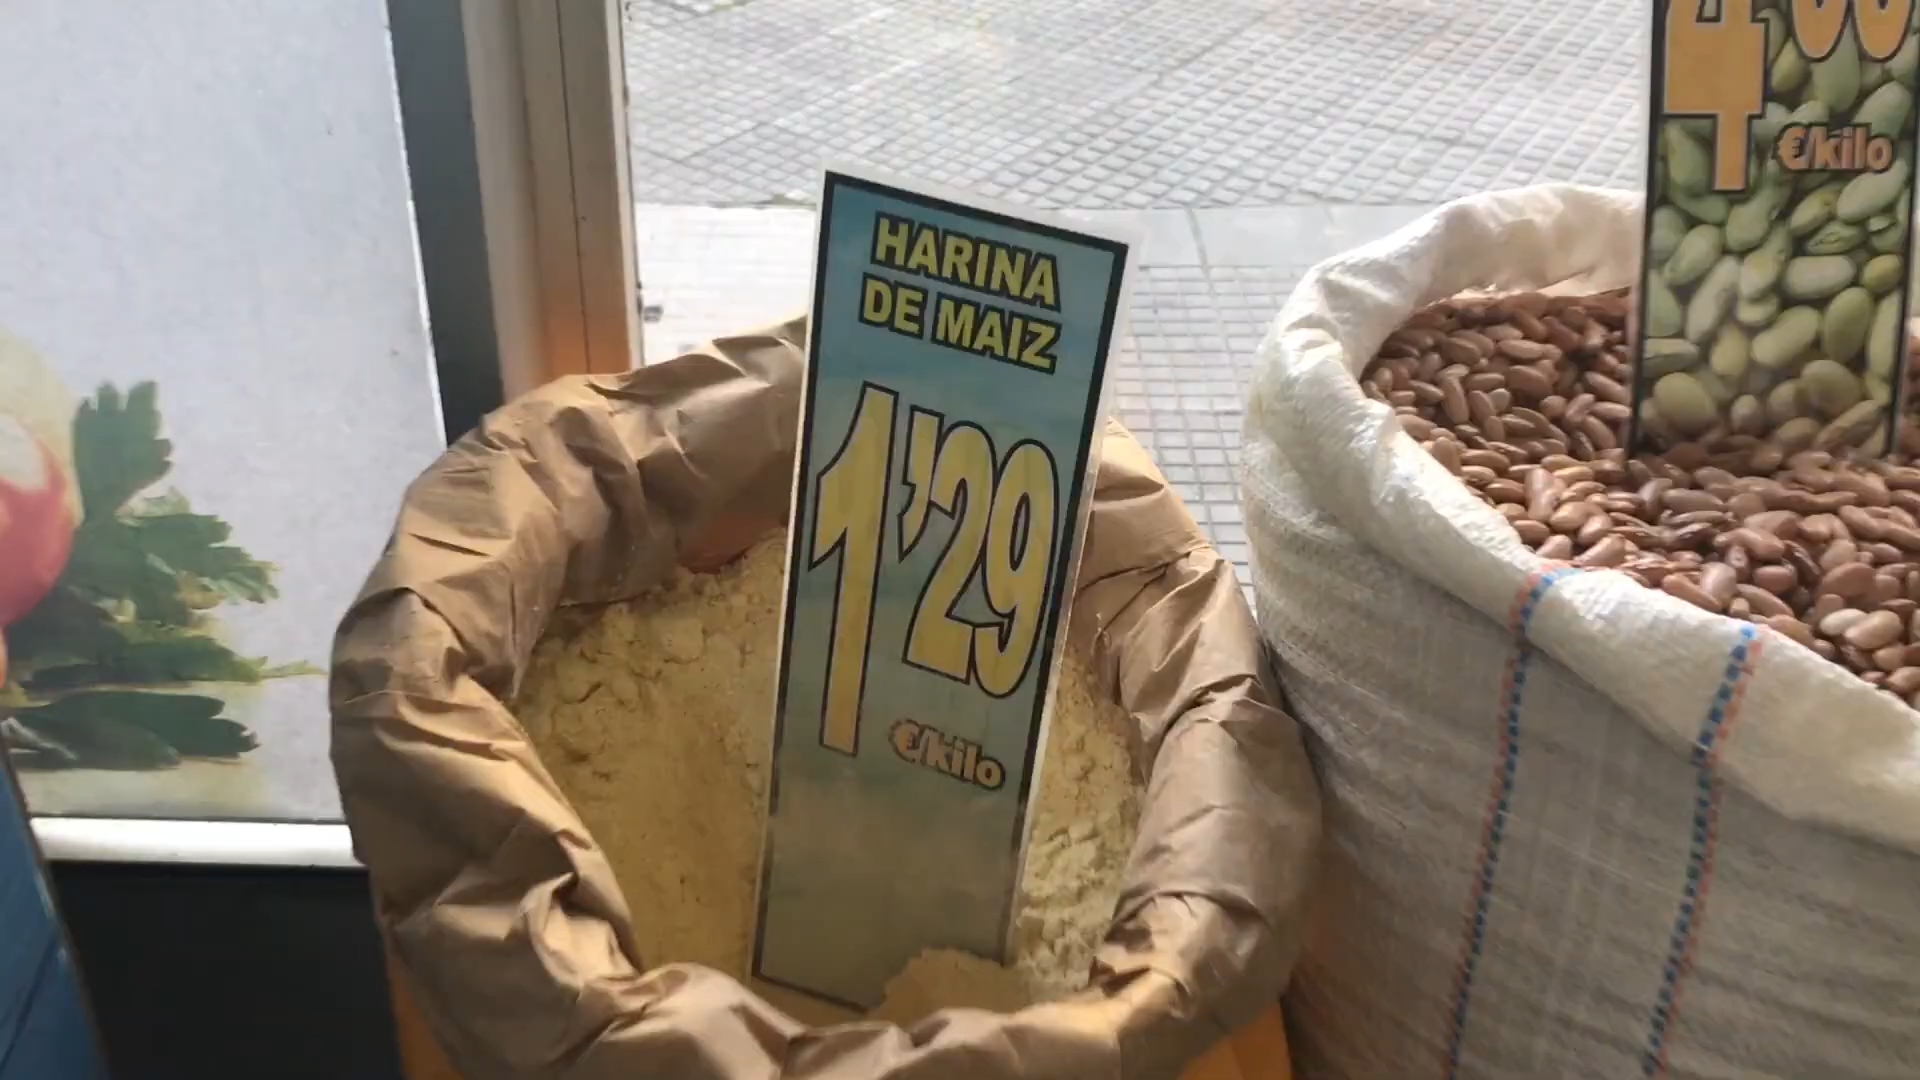 HARINA
DE MAIZ
1'29
€/kilo
€/kilo